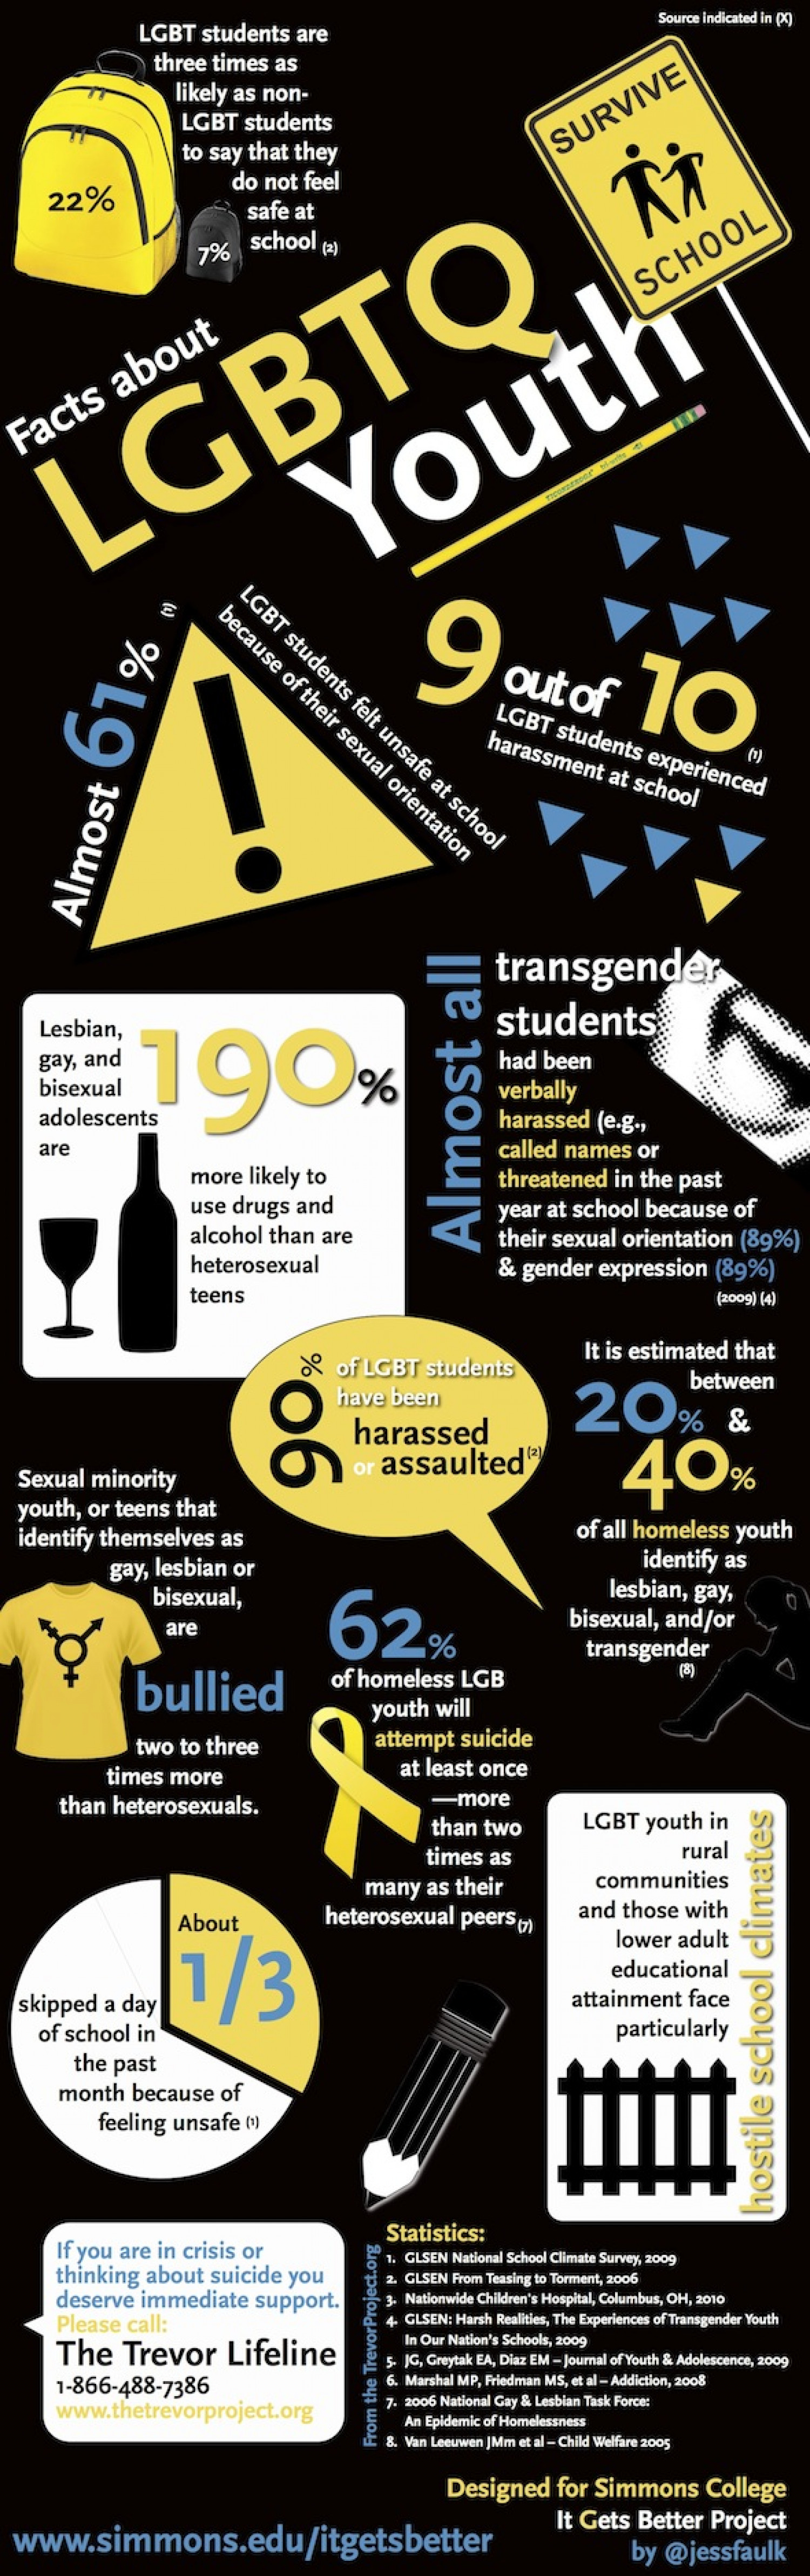 Source indicated in (X)
LGBT students are
three times as
likely as non-
LGBT students
to say that they
do not feel
safe at
school (2)
22%
7%
SURVIVE
SCHOOL
Facts about
LGBTQ
Youth
Almost 61% (1)
LGBT students felt unsafe at school
because of their sexual orientation
9 out of 10
LGBT students experienced
harassment at school (1)
Lesbian,
gay, and
bisexual
adolescents
are
190%
more likely to
use drugs and
alcohol than are
heterosexual
teens
Almost all
transgender
students
had been
verbally
harassed (e.g.,
called names or
threatened in the past
year at school because of
their sexual orientation (89%)
& gender expression (89%)
(2009) (4)
90%
of LGBT students
have been
harassed
or assaulted (2)
It is estimated that
between
20% &
40%
of all homeless youth
identify as
lesbian, gay,
bisexual, and/or
transgender
(8)
Sexual minority
youth, or teens that
identify themselves as
gay, lesbian or
bisexual,
are
bullied
two to three
times more
than heterosexuals.
62%
of homeless LGB
youth will
attempt suicide
at least once
—more
than two
times as
many as their
heterosexual peers (7)
LGBT youth in
rural
communities
and those with
lower adult
educational
attainment face
particularly
hostile school climates
About
1/3
skipped a day
of school in
the past
month because of
feeling unsafe (1)
If you are in crisis or
thinking about suicide you
deserve immediate support.
Please call:
The Trevor Lifeline
1-866-488-7386
www.thetrevorproject.org
From the TrevorProject.org
Statistics:
1. GLSEN National School Climate Survey, 2009
2. GLSEN From Teasing to Torment, 2006
3. Nationwide Children's Hospital, Columbus, OH, 2010
4. GLSEN: Harsh Realities, The Experiences of Transgender Youth
In Our Nation's Schools, 2009
5. JG, Greytak EA, Diaz EM – Journal of Youth & Adolescence, 2009
6. Marshal MP, Friedman MS, et al – Addiction, 2008
7. 2006 National Gay & Lesbian Task Force:
An Epidemic of Homelessness
8. Van Leeuwen JMm et al – Child Welfare 2005
Designed for Simmons College
It Gets Better Project
by @jessfaulk
www.simmons.edu/itgetsbetter